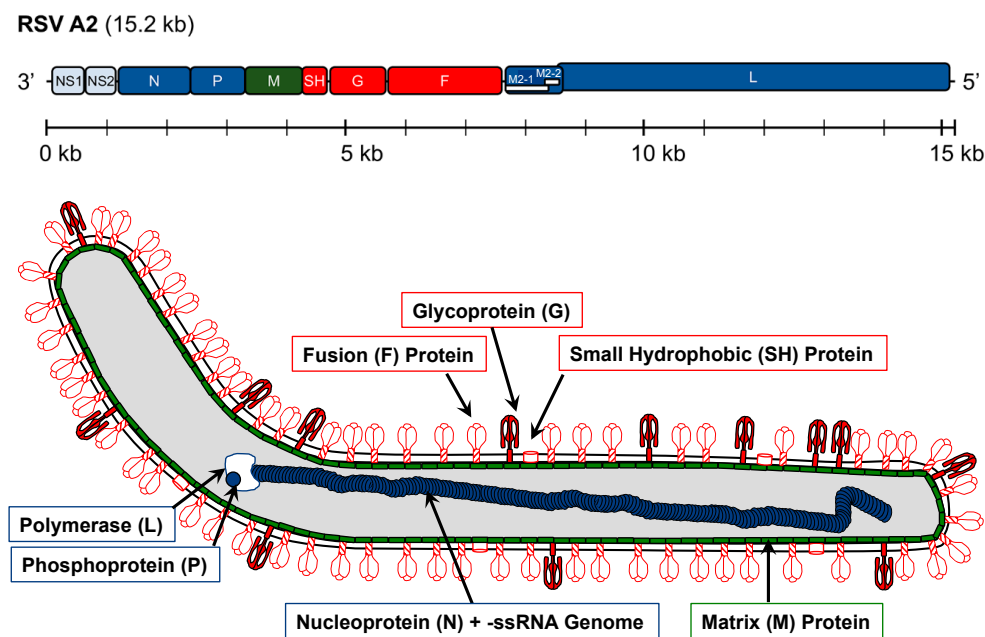 RSV A2 (15.2 kb)
3’ NS1 NS2 N P M SH G F M2-1 M2-2 L 5’
0 kb 5 kb 10 kb 15 kb
Glycoprotein (G)
Fusion (F) Protein
Small Hydrophobic (SH) Protein
Polymerase (L)
Phosphoprotein (P)
Nucleoprotein (N) + -ssRNA Genome
Matrix (M) Protein